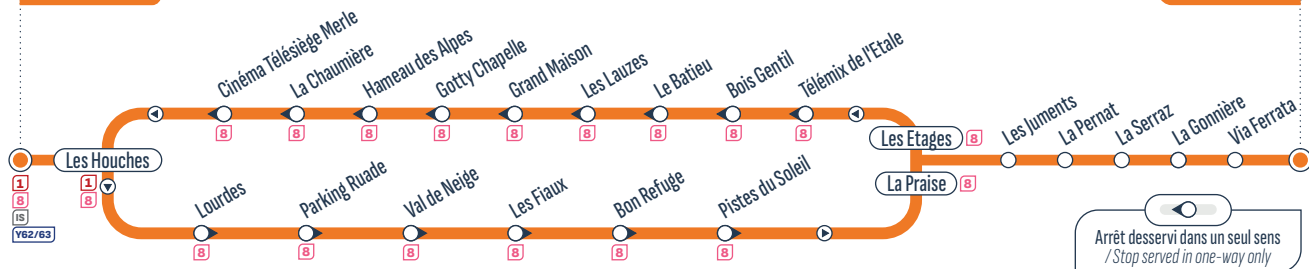 Cinéma Télésiège Merle
La Chaumière
Hameau des Alpes
Gotty Chapelle
Grand Maison
Les Lauzes
Le Batieu
Bois Gentil
Télémix de l'Etale
8
8
8
8
8
8
8
8
8
Les Juments
La Pernat
La Serraz
La Gonnière
Via Ferrata
Les Etages
8
Les Houches
1
8
IS
Y62/63
1
8
La Praise
8
Lourdes
Parking Ruade
Val de Neige
Les Fiaux
Bon Refuge
Pistes du Soleil
8
8
8
8
8
8
Arrêt desservi dans un seul sens
/ Stop served in one-way only